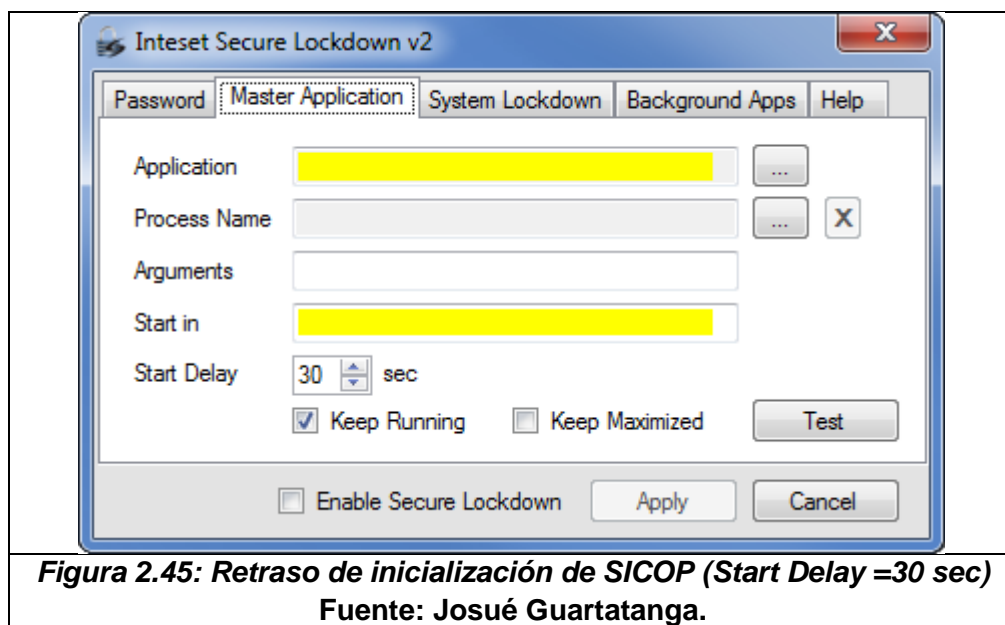 Inteset Secure Lockdown v2
Password Master Application System Lockdown Background Apps Help
Application ...
Process Name ... X
Arguments
Start in
Start Delay 30 sec
Keep Running Keep Maximized Test
Enable Secure Lockdown Apply Cancel
Figura 2.45: Retraso de inicialización de SICOP (Start Delay =30 sec)
Fuente: Josué Guartatanga.